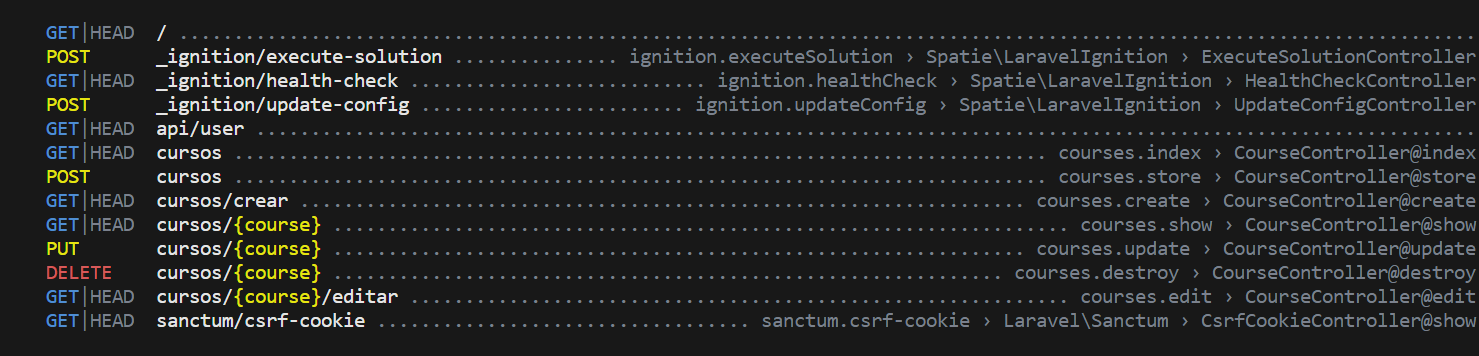 GET|HEAD / ......................................................................................................................
POST _ignition/execute-solution ............... ignition.executeSolution › Spatie\LaravelIgnition › ExecuteSolutionController
GET|HEAD _ignition/health-check ........................... ignition.healthCheck › Spatie\LaravelIgnition › HealthCheckController
POST _ignition/update-config ........................ ignition.updateConfig › Spatie\LaravelIgnition › UpdateConfigController
GET|HEAD api/user ...............................................................................................................
GET|HEAD cursos .......................................................................... courses.index › CourseController@index
POST cursos .......................................................................... courses.store › CourseController@store
GET|HEAD cursos/crear .................................................................. courses.create › CourseController@create
GET|HEAD cursos/{course} ................................................................... courses.show › CourseController@show
PUT cursos/{course} ............................................................... courses.update › CourseController@update
DELETE cursos/{course} ............................................................. courses.destroy › CourseController@destroy
GET|HEAD cursos/{course}/editar ............................................................ courses.edit › CourseController@edit
GET|HEAD sanctum/csrf-cookie .................................. sanctum.csrf-cookie › Laravel\Sanctum › CsrfCookieController@show